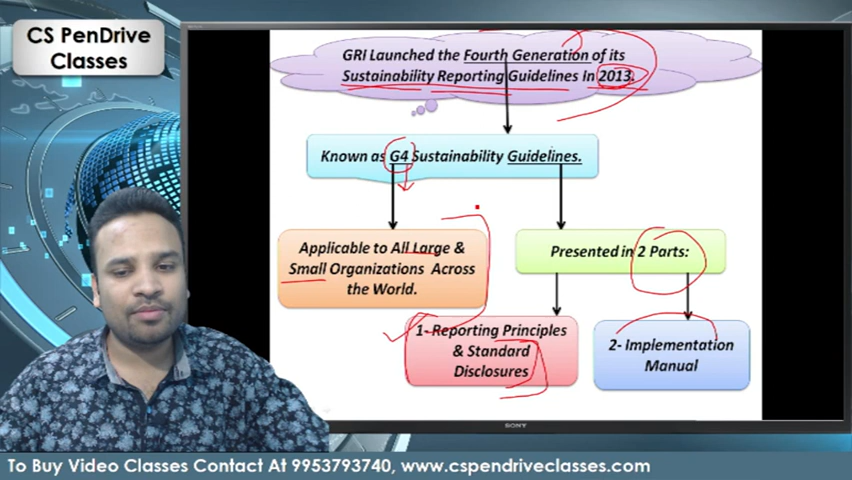 CS PenDrive
Classes
GRI Launched the Fourth Generation of its
Sustainability Reporting Guidelines In 2013.
Known as G4 Sustainability Guidelines.
Applicable to All Large &
Small Organizations Across
the World.
Presented in 2 Parts:
1- Reporting Principles
& Standard
Disclosures
2- Implementation
Manual
SONY
To Buy Video Classes Contact At 9953793740, www.cspendriveclasses.com